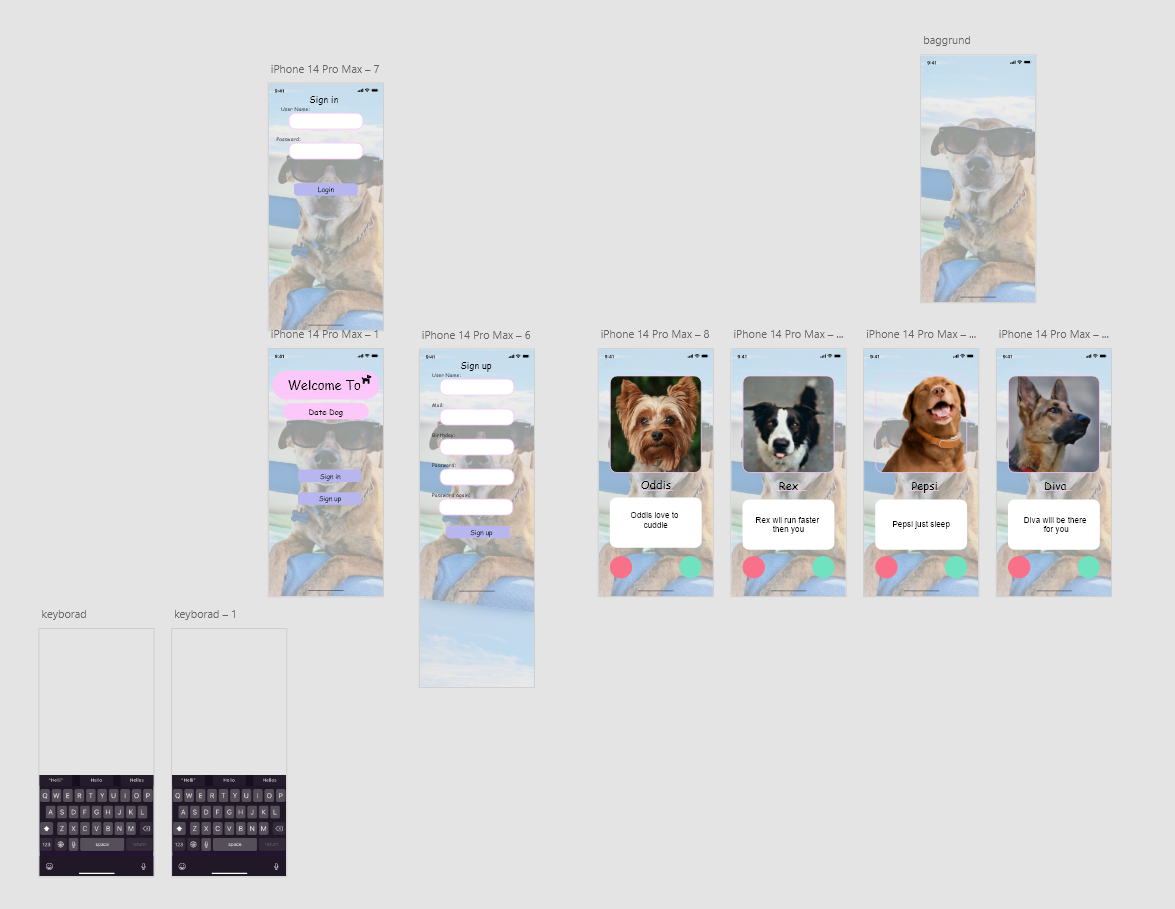 baggrund
9:41
iPhone 14 Pro Max – 7
9:41
Sign in
User Name:
Password:
Login
iPhone 14 Pro Max – 1
9:41
Welcome To
Date Dog
Sign in
Sign up
iPhone 14 Pro Max – 6
9:41
Sign up
User Name:
Mail:
Birthday:
Password:
Password again:
Sign up
iPhone 14 Pro Max – 8
9:41
Oddis
Oddis love to
cuddle
iPhone 14 Pro Max – ...
9:41
Rex
Rex wil run faster
then you
iPhone 14 Pro Max – ...
9:41
Pepsi
Pepsi just sleep
iPhone 14 Pro Max – ...
9:41
Diva
Diva will be there
for you
keyborad
"Helli" Hello Hellos
Q W E R T Y U I O P
A S D F G H J K L
Z X C V B N M
123 space return
keyborad – 1
"Helli" Hello Hellos
Q W E R T Y U I O P
A S D F G H J K L
Z X C V B N M
123 space return